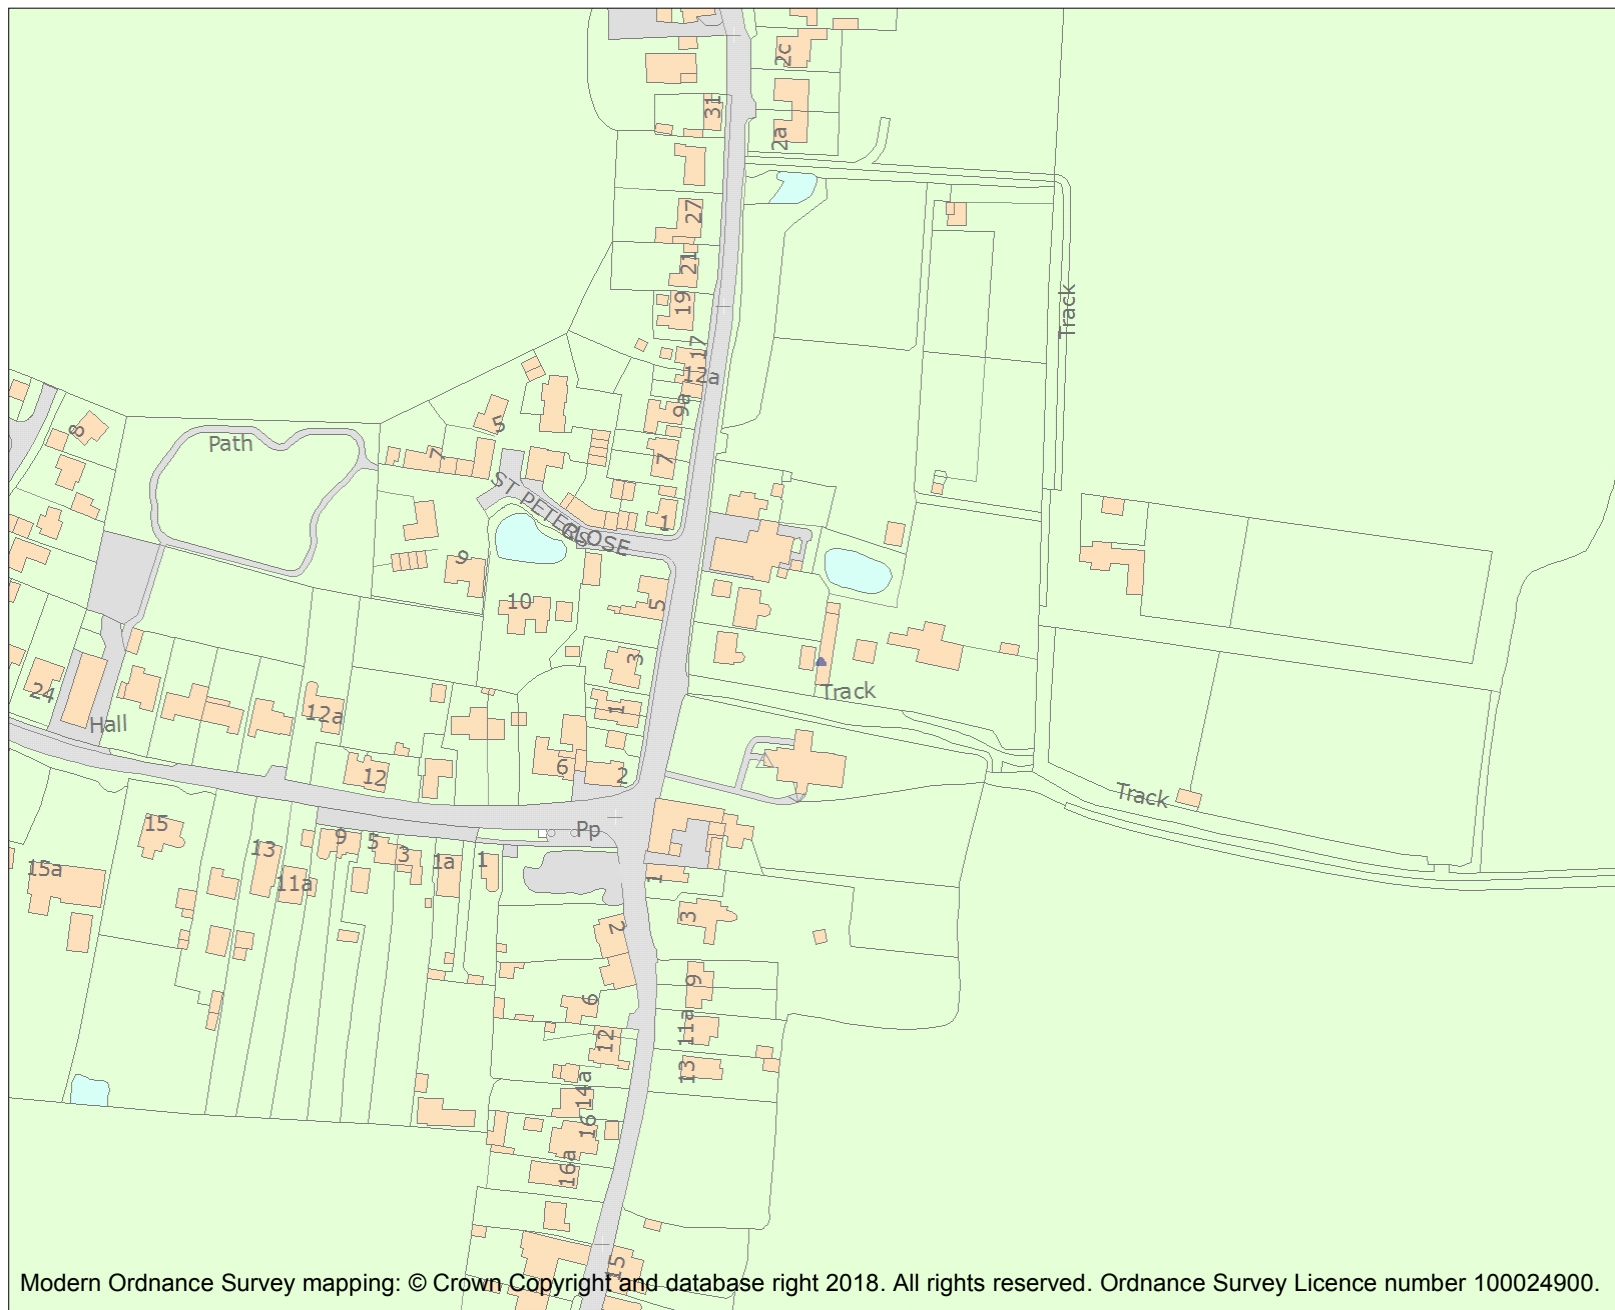 2c
31
2a
27
21
19
Track
17
12a
9a
8
Path
5
7
7
ST PETERS
CLOSE
1
9
10
5
3
24
Hall
12a
1
Track
12
6
2
Track
Pp
15
13
9
5
3
1a
1
15a
11a
1
3
2
9
6
11a
12
13
14a
16
16a
15
Modern Ordnance Survey mapping: © Crown Copyright and database right 2018. All rights reserved. Ordnance Survey Licence number 100024900.